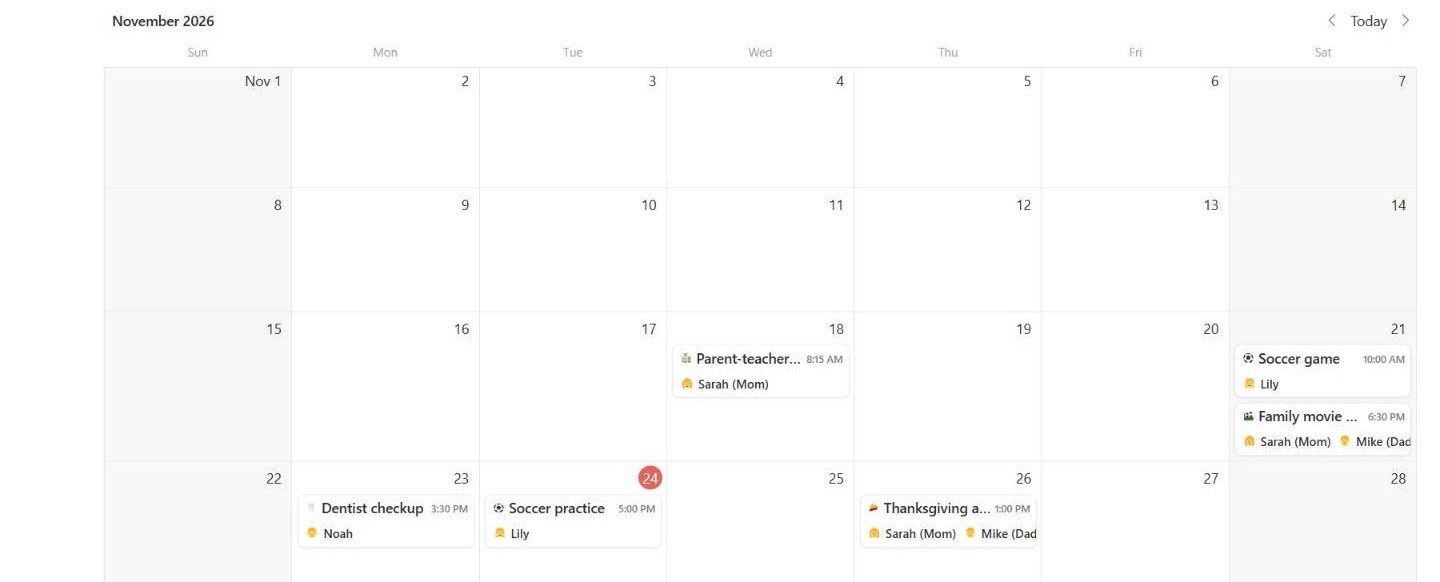 November 2026
Today
Sun Mon Tue Wed Thu Fri Sat
Nov 1 2 3 4 5 6 7
8 9 10 11 12 13 14
15 16 17 18 19 20 21
Parent-teacher... 8:15 AM
Sarah (Mom)
Soccer game 10:00 AM
Lily
Family movie ... 6:30 PM
Sarah (Mom) Mike (Dad
22 23 24 25 26 27 28
Dentist checkup 3:30 PM
Noah
Soccer practice 5:00 PM
Lily
Thanksgiving a... 1:00 PM
Sarah (Mom) Mike (Dad